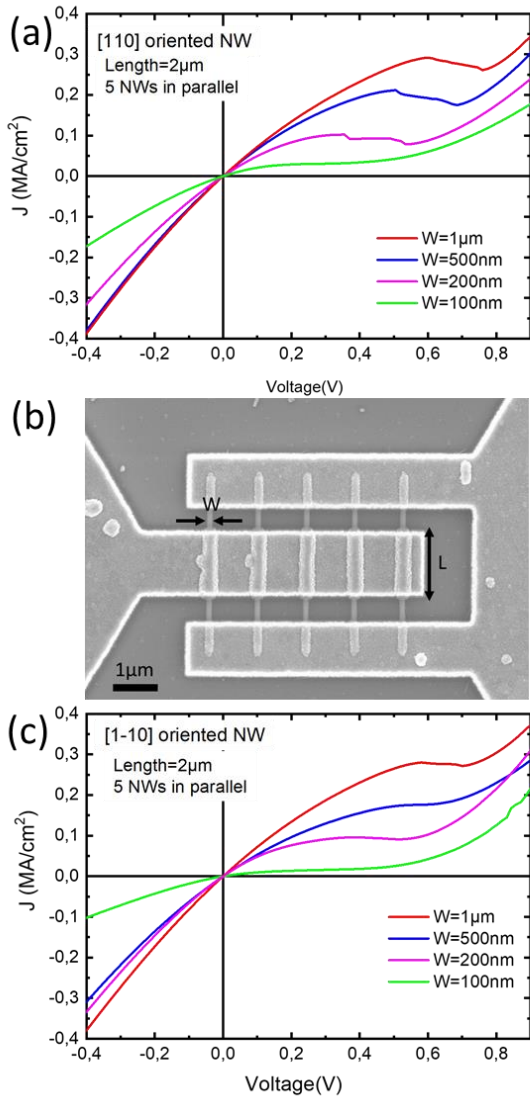 (a)
[110] oriented NW
Length=2µm
5 NWs in parallel
J (MA/cm²)
0,4
0,3
0,2
0,1
0,0
-0,1
-0,2
-0,3
-0,4
W=1µm
W=500nm
W=200nm
W=100nm
-0,4 -0,2 0,0 0,2 0,4 0,6 0,8
Voltage(V)
(b)
W
L
1µm
(c)
[1-10] oriented NW
Length=2µm
5 NWs in parallel
J (MA/cm²)
0,4
0,3
0,2
0,1
0,0
-0,1
-0,2
-0,3
-0,4
W=1µm
W=500nm
W=200nm
W=100nm
-0,4 -0,2 0,0 0,2 0,4 0,6 0,8
Voltage(V)